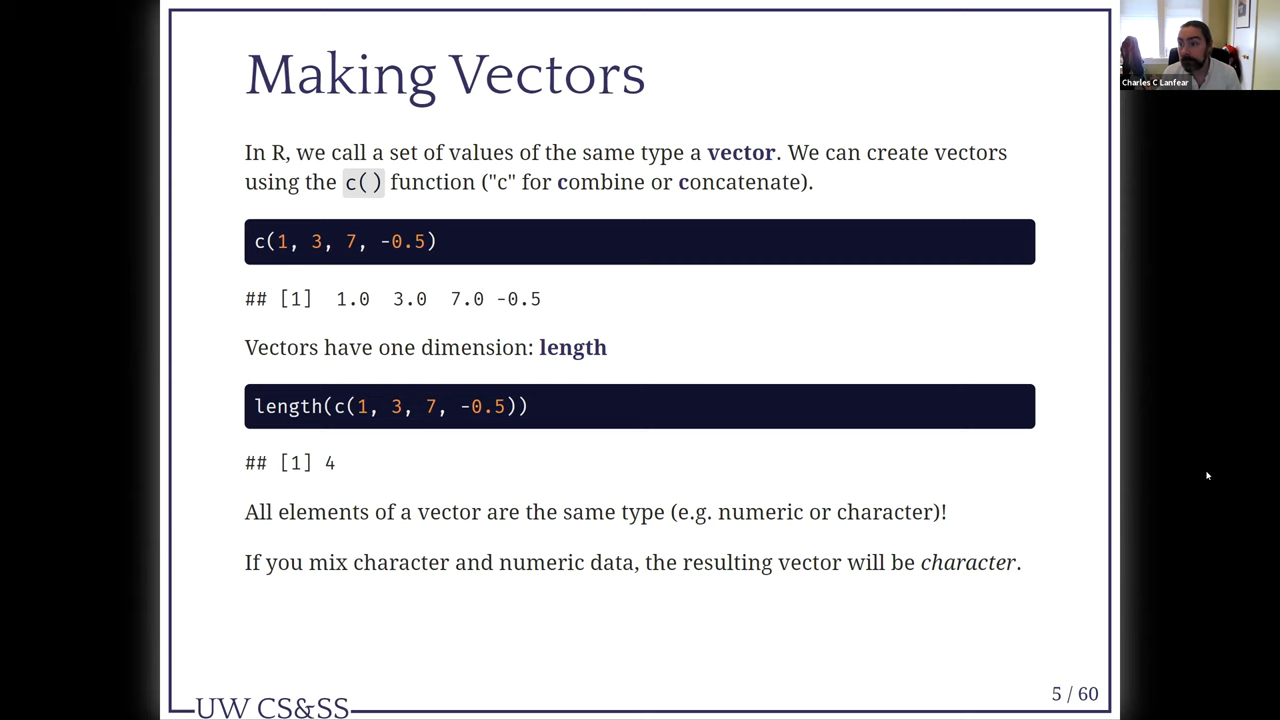 Making Vectors
Charles C Lanfear
In R, we call a set of values of the same type a vector. We can create vectors
using the c() function ("c" for combine or concatenate).
c(1, 3, 7, -0.5)
## [1]  1.0  3.0  7.0 -0.5
Vectors have one dimension: length
length(c(1, 3, 7, -0.5))
## [1] 4
All elements of a vector are the same type (e.g. numeric or character)!
If you mix character and numeric data, the resulting vector will be character.
5 / 60
UW CS&SS